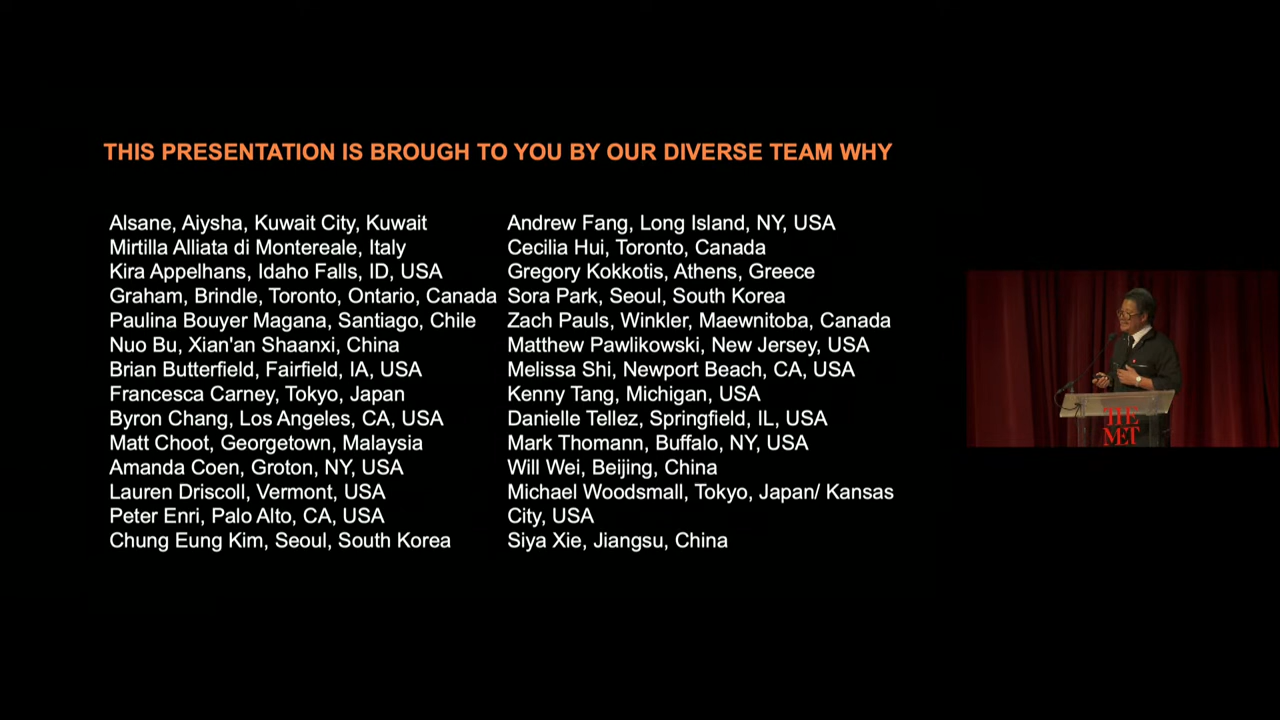 THIS PRESENTATION IS BROUGH TO YOU BY OUR DIVERSE TEAM WHY
Alsane, Aiysha, Kuwait City, Kuwait
Mirtilla Alliata di Montereale, Italy
Kira Appelhans, Idaho Falls, ID, USA
Graham, Brindle, Toronto, Ontario, Canada
Paulina Bouyer Magana, Santiago, Chile
Nuo Bu, Xian'an Shaanxi, China
Brian Butterfield, Fairfield, IA, USA
Francesca Carney, Tokyo, Japan
Byron Chang, Los Angeles, CA, USA
Matt Choot, Georgetown, Malaysia
Amanda Coen, Groton, NY, USA
Lauren Driscoll, Vermont, USA
Peter Enri, Palo Alto, CA, USA
Chung Eung Kim, Seoul, South Korea
Andrew Fang, Long Island, NY, USA
Cecilia Hui, Toronto, Canada
Gregory Kokkotis, Athens, Greece
Sora Park, Seoul, South Korea
Zach Pauls, Winkler, Maewnitoba, Canada
Matthew Pawlikowski, New Jersey, USA
Melissa Shi, Newport Beach, CA, USA
Kenny Tang, Michigan, USA
Danielle Tellez, Springfield, IL, USA
Mark Thomann, Buffalo, NY, USA
Will Wei, Beijing, China
Michael Woodsmall, Tokyo, Japan/ Kansas
City, USA
Siya Xie, Jiangsu, China
THE
MET